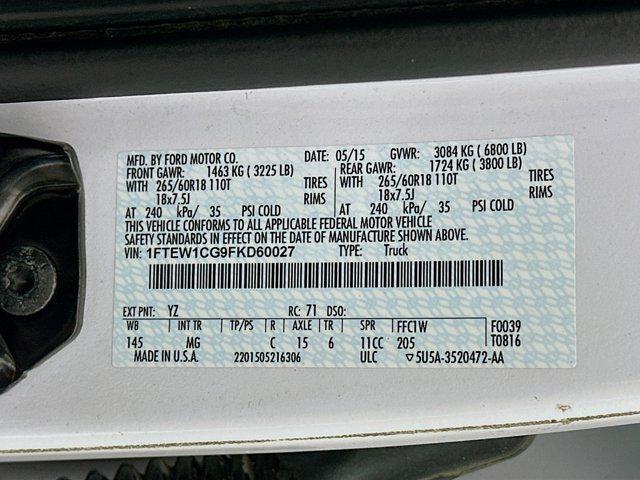 MFD. BY FORD MOTOR CO. DATE: 05/15 GVWR: 3084 KG ( 6800 LB)
FRONT GAWR: 1463 KG ( 3225 LB) REAR GAWR: 1724 KG ( 3800 LB)
WITH 265/60R18 110T TIRES WITH 265/60R18 110T TIRES
18x7.5J RIMS 18x7.5J RIMS
AT 240 kPa/ 35 PSI COLD AT 240 kPa/ 35 PSI COLD
THIS VEHICLE CONFORMS TO ALL APPLICABLE FEDERAL MOTOR VEHICLE
SAFETY STANDARDS IN EFFECT ON THE DATE OF MANUFACTURE SHOWN ABOVE.
VIN: 1FTEW1CG9FKD60027 TYPE: Truck
EXT PNT: YZ RC: 71 DSO:
WB INT TR TP/PS R AXLE TR SPR FFC1W F0039
145 MG C 15 6 11CC 205 T0816
MADE IN U.S.A. 2201505216306 ULC ▽5U5A-3520472-AA